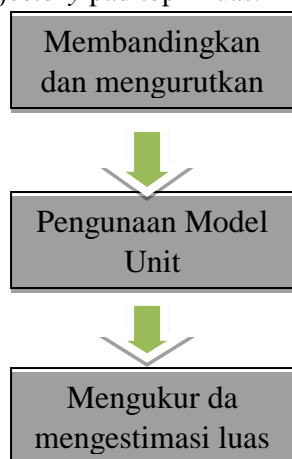 Membandingkan
dan mengurutkan
Pengunaan Model
Unit
Mengukur da
mengestimasi luas